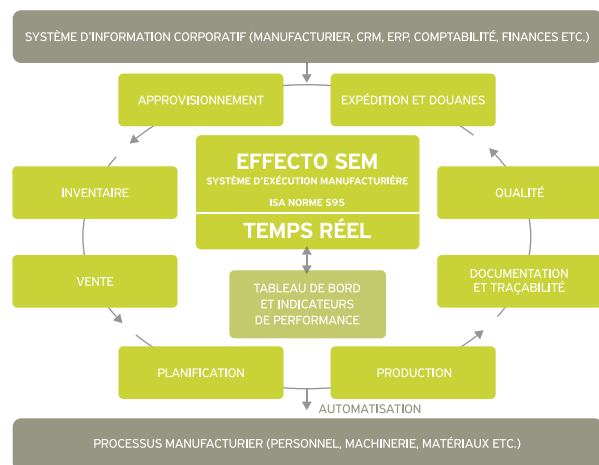 SYSTÈME D'INFORMATION CORPORATIF (MANUFACTURIER, CRM, ERP, COMPTABILITÉ, FINANCES ETC.)
APPROVISIONNEMENT
EXPÉDITION ET DOUANES
EFFECTO SEM
SYSTÈME D'EXÉCUTION MANUFACTURIÈRE
ISA NORME S95
TEMPS RÉEL
INVENTAIRE
QUALITÉ
VENTE
TABLEAU DE BORD
ET INDICATEURS
DE PERFORMANCE
DOCUMENTATION
ET TRAÇABILITÉ
PLANIFICATION
PRODUCTION
AUTOMATISATION
PROCESSUS MANUFACTURIER (PERSONNEL, MACHINERIE, MATÉRIAUX ETC.)